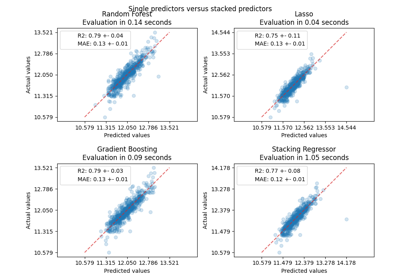 Single predictors versus stacked predictors
Random Forest
Evaluation in 0.14 seconds
Actual values
13.521
12.786
12.050
11.315
10.579
R2: 0.79 +- 0.04
MAE: 0.13 +- 0.01
10.579 11.315 12.050 12.786 13.521
Predicted values
Lasso
Evaluation in 0.04 seconds
Actual values
14.544
13.553
12.562
11.570
10.579
R2: 0.75 +- 0.11
MAE: 0.13 +- 0.01
10.579 11.570 12.562 13.553 14.544
Predicted values
Gradient Boosting
Evaluation in 0.09 seconds
Actual values
13.521
12.786
12.050
11.315
10.579
R2: 0.79 +- 0.03
MAE: 0.13 +- 0.01
10.579 11.315 12.050 12.786 13.521
Predicted values
Stacking Regressor
Evaluation in 1.05 seconds
Actual values
14.178
13.278
12.379
11.479
10.579
R2: 0.77 +- 0.08
MAE: 0.12 +- 0.01
10.579 11.479 12.379 13.278 14.178
Predicted values